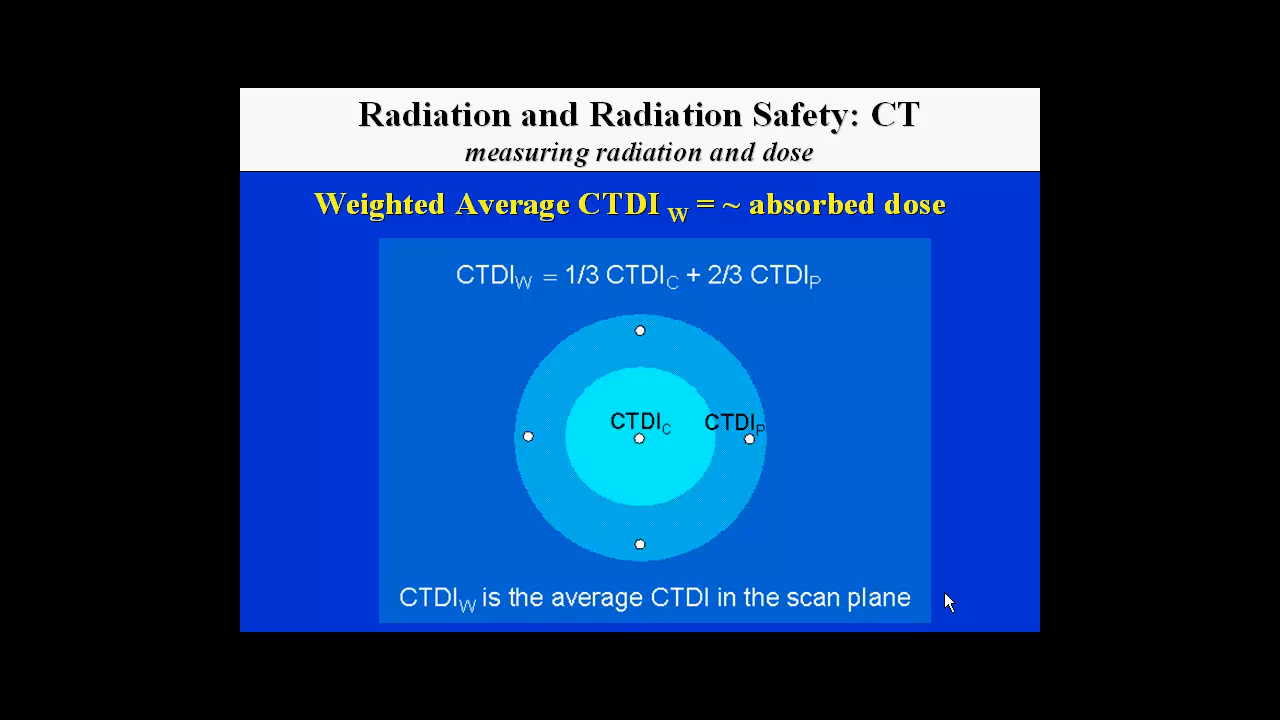 Radiation and Radiation Safety: CT
measuring radiation and dose
Weighted Average CTDI W = ~ absorbed dose
CTDIW = 1/3 CTDIC + 2/3 CTDIP
CTDIC CTDIP
CTDIW is the average CTDI in the scan plane